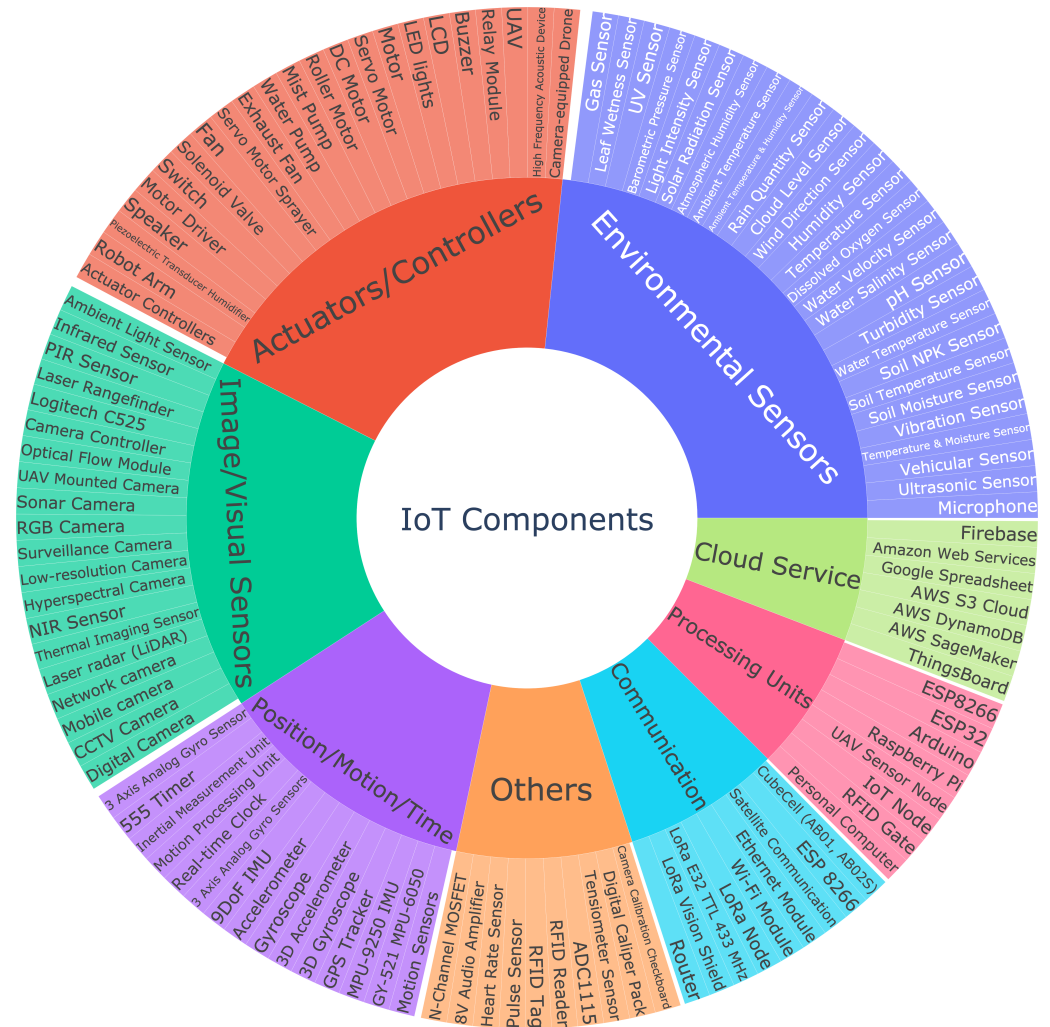 IoT Components
Environmental Sensors
Gas Sensor
Leaf Wetness Sensor
UV Sensor
Barometric Pressure Sensor
Light Intensity Sensor
Solar Radiation Sensor
Atmospheric Humidity Sensor
Ambient Temperature Sensor
Ambient Temperature & Humidity Sensor
Rain Quantity Sensor
Cloud Level Sensor
Wind Direction Sensor
Humidity Sensor
Temperature Sensor
Dissolved Oxygen Sensor
Water Velocity Sensor
Water Salinity Sensor
pH Sensor
Turbidity Sensor
Water Temperature Sensor
Soil NPK Sensor
Soil Temperature Sensor
Soil Moisture Sensor
Vibration Sensor
Temperature & Moisture Sensor
Vehicular Sensor
Ultrasonic Sensor
Microphone
Cloud Service
Firebase
Amazon Web Services
Google Spreadsheet
AWS S3 Cloud
AWS DynamoDB
AWS SageMaker
ThingsBoard
Processing Units
ESP8266
ESP32
Arduino
Raspberry Pi
UAV Sensor Node
IoT Node
RFID Gate
Personal Computer
Communication
CubeCell (AB01, AB02S)
ESP 8266
Satellite Communication
Ethernet Module
Wi-Fi Module
LoRa Node
LoRa E32 TTL 433 MHz
LoRa Vision Shield
Router
Others
Camera Calibration Checkboard
Digital Caliper Pack
Tensiometer Sensor
ADC1115
RFID Reader
RFID Tag
Pulse Sensor
Heart Rate Sensor
8V Audio Amplifier
N-Channel MOSFET
Position/Motion/Time
Motion Sensors
GY-521 MPU-6050
MPU-9250 IMU
GPS Tracker
3D Gyroscope
3D Accelerometer
Gyroscope
Accelerometer
9DoF IMU
3 Axis Analog Gyro Sensors
Real-time Clock
Motion Processing Unit
Inertial Measurement Unit
555 Timer
3 Axis Analog Gyro Sensor
Image/Visual Sensors
Digital Camera
CCTV Camera
Mobile camera
Network camera
Laser radar (LiDAR)
Thermal Imaging Sensor
NIR Sensor
Hyperspectral Camera
Low-resolution Camera
Surveillance Camera
RGB Camera
Sonar Camera
UAV Mounted Camera
Optical Flow Module
Camera Controller
Logitech C525
Laser Rangefinder
PIR Sensor
Infrared Sensor
Ambient Light Sensor
Actuators/Controllers
Actuator Controllers
Robot Arm
Piezoelectric Transducer Humidifier
Speaker
Motor Driver
Switch
Solenoid Valve
Fan
Servo Motor Sprayer
Exhaust Fan
Water Pump
Mist Pump
Roller Motor
DC Motor
Servo Motor
Motor
LED lights
LCD
Buzzer
Relay Module
UAV
High Frequency Acoustic Device
Camera-equipped Drone